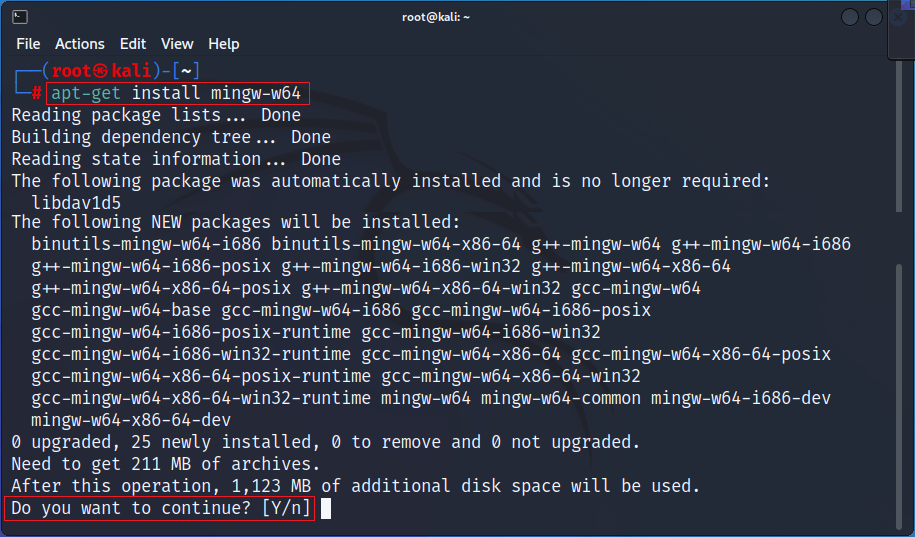 root@kali: ~
File Actions Edit View Help
┌──(root㉿kali)-[~]
└─# apt-get install mingw-w64
Reading package lists... Done
Building dependency tree... Done
Reading state information... Done
The following package was automatically installed and is no longer required:
  libdav1d5
The following NEW packages will be installed:
  binutils-mingw-w64-i686 binutils-mingw-w64-x86-64 g++-mingw-w64 g++-mingw-w64-i686
  g++-mingw-w64-i686-posix g++-mingw-w64-i686-win32 g++-mingw-w64-x86-64
  g++-mingw-w64-x86-64-posix g++-mingw-w64-x86-64-win32 gcc-mingw-w64
  gcc-mingw-w64-base gcc-mingw-w64-i686 gcc-mingw-w64-i686-posix
  gcc-mingw-w64-i686-posix-runtime gcc-mingw-w64-i686-win32
  gcc-mingw-w64-i686-win32-runtime gcc-mingw-w64-x86-64 gcc-mingw-w64-x86-64-posix
  gcc-mingw-w64-x86-64-posix-runtime gcc-mingw-w64-x86-64-win32
  gcc-mingw-w64-x86-64-win32-runtime mingw-w64 mingw-w64-common mingw-w64-i686-dev
  mingw-w64-x86-64-dev
0 upgraded, 25 newly installed, 0 to remove and 0 not upgraded.
Need to get 211 MB of archives.
After this operation, 1,123 MB of additional disk space will be used.
Do you want to continue? [Y/n]